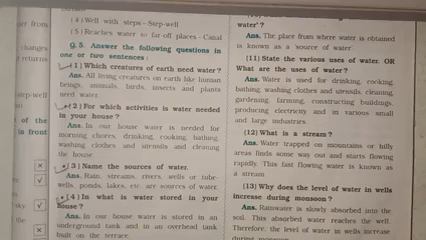 (4) Well with steps - Step-well
(5) Reaches water to far off places - Canal
Q. 5. Answer the following questions in
one or two sentences :
(1) Which creatures of earth need water?
Ans. All living creatures on earth like human
beings, animals, birds, insects and plants
need water.
(2) For which activities is water needed
in your house?
Ans. In our house water is needed for
morning chores, drinking, cooking, bathing,
washing clothes and utensils and cleaning
the house.
(3) Name the sources of water.
Ans. Rain, streams, rivers, wells or tube-
wells, ponds, lakes, etc. are sources of water.
(4) In what is water stored in your
house?
Ans. In our house water is stored in an
underground tank and in an overhead tank
built on the terrace.
water'?
Ans. The place from where water is obtained
is known as a 'source of water'.
(11) State the various uses of water. OR
What are the uses of water?
Ans. Water is used for drinking, cooking,
bathing, washing clothes and utensils, cleaning,
gardening, farming, constructing buildings,
producing electricity and in various small
and large industries.
(12) What is a stream?
Ans. Water trapped on mountains or hilly
areas finds some way out and starts flowing
rapidly. This fast flowing water is known as
a stream.
(13) Why does the level of water in wells
increase during monsoon?
Ans. Rainwater is slowly absorbed into the
soil. This absorbed water reaches the well.
Therefore, the level of water in wells increase